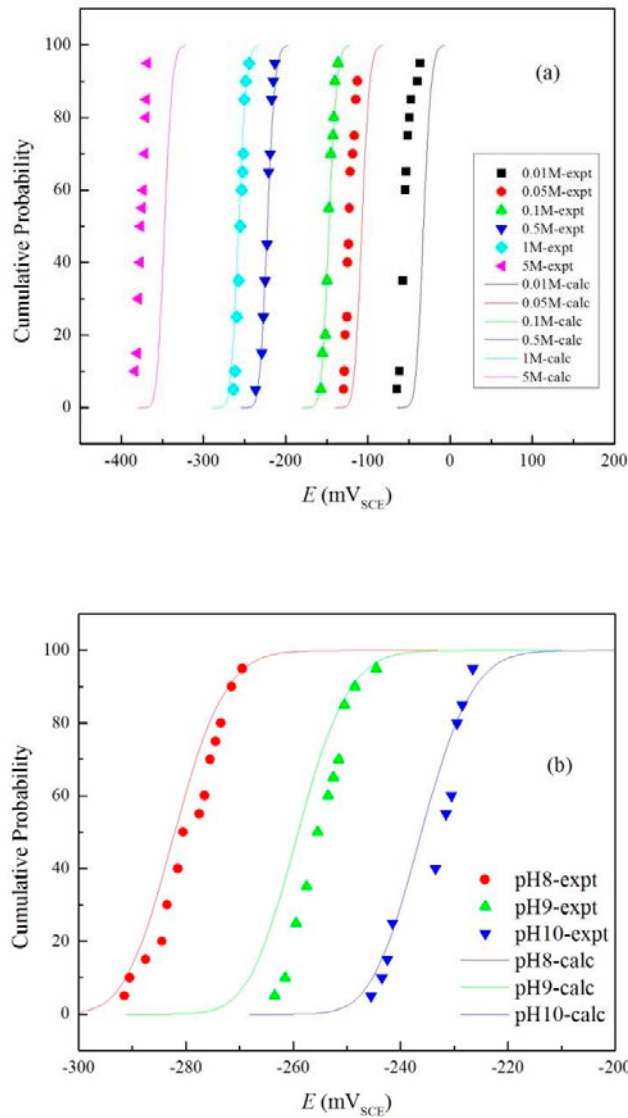 100
80
60
40
20
0
Cumulative Probability
(a)
0.01M-expt
0.05M-expt
0.1M-expt
0.5M-expt
1M-expt
5M-expt
0.01M-calc
0.05M-calc
0.1M-calc
0.5M-calc
1M-calc
5M-calc
-400 -300 -200 -100 0 100 200
E (mVSCE)
100
80
60
40
20
0
Cumulative Probability
(b)
pH8-expt
pH9-expt
pH10-expt
pH8-calc
pH9-calc
pH10-calc
-300 -280 -260 -240 -220 -200
E (mVSCE)